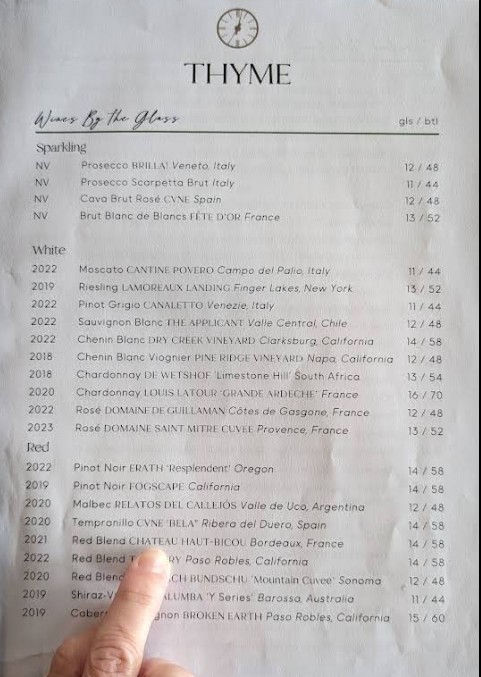 THYME
Wines By The Glass gls / btl
Sparkling
NV Prosecco BRILLA! Veneto, Italy 12 / 48
NV Prosecco Scarpetta Brut Italy 11 / 44
NV Cava Brut Rosé CVNE Spain 12 / 48
NV Brut Blanc de Blancs FÊTE D'OR France 13 / 52
White
2022 Moscato CANTINE POVERO Campo del Palio, Italy 11 / 44
2019 Riesling LAMOREAUX LANDING Finger Lakes, New York 13 / 52
2022 Pinot Grigio CANALETTO Venezie, Italy 11 / 44
2022 Sauvignon Blanc THE APPLICANT Valle Central, Chile 12 / 48
2022 Chenin Blanc DRY CREEK VINEYARD Clarksburg, California 14 / 58
2018 Chenin Blanc Viognier PINE RIDGE VINEYARD Napa, California 12 / 48
2018 Chardonnay DE WETSHOF 'Limestone Hill' South Africa 13 / 54
2020 Chardonnay LOUIS LATOUR 'GRANDE ARDECHE' France 16 / 70
2022 Rosé DOMAINE DE GUILLAMAN Côtes de Gasgone, France 12 / 48
2023 Rosé DOMAINE SAINT MITRE CUVEE Provence, France 13 / 52
Red
2022 Pinot Noir ERATH 'Resplendent' Oregon 14 / 58
2019 Pinot Noir FOGSCAPE California 14 / 58
2020 Malbec RELATOS DEL CALLEJÓS Valle de Uco, Argentina 12 / 48
2020 Tempranillo CVNE 'BELA" Ribera del Duero, Spain 14 / 58
2021 Red Blend CHATEAU HAUT-BICOU Bordeaux, France 14 / 58
2022 Red Blend Paso Robles, California 14 / 58
2020 Red Blend BUNDSCHU 'Mountain Cuvee' Sonoma 12 / 48
2019 'Y Series' Barossa, Australia 11 / 44
2019 BROKEN EARTH Paso Robles, California 15 / 60